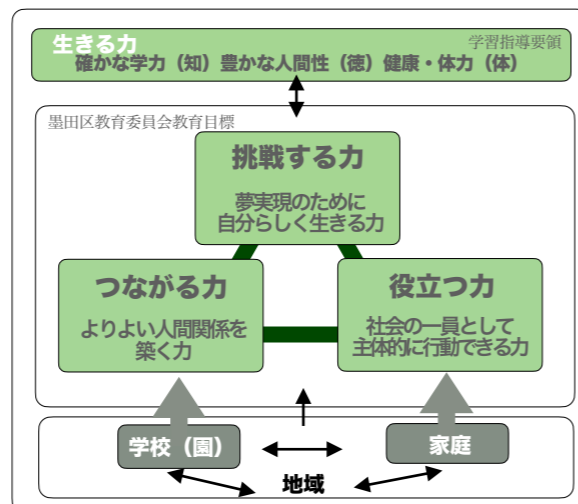 生きる力
学習指導要領
確かな学力（知）豊かな人間性（徳）健康・体力（体）
墨田区教育委員会教育目標
挑戦する力
夢実現のために
自分らしく生きる力
つながる力
よりよい人間関係を
築く力
役立つ力
社会の一員として
主体的に行動できる力
学校（園）
家庭
地域